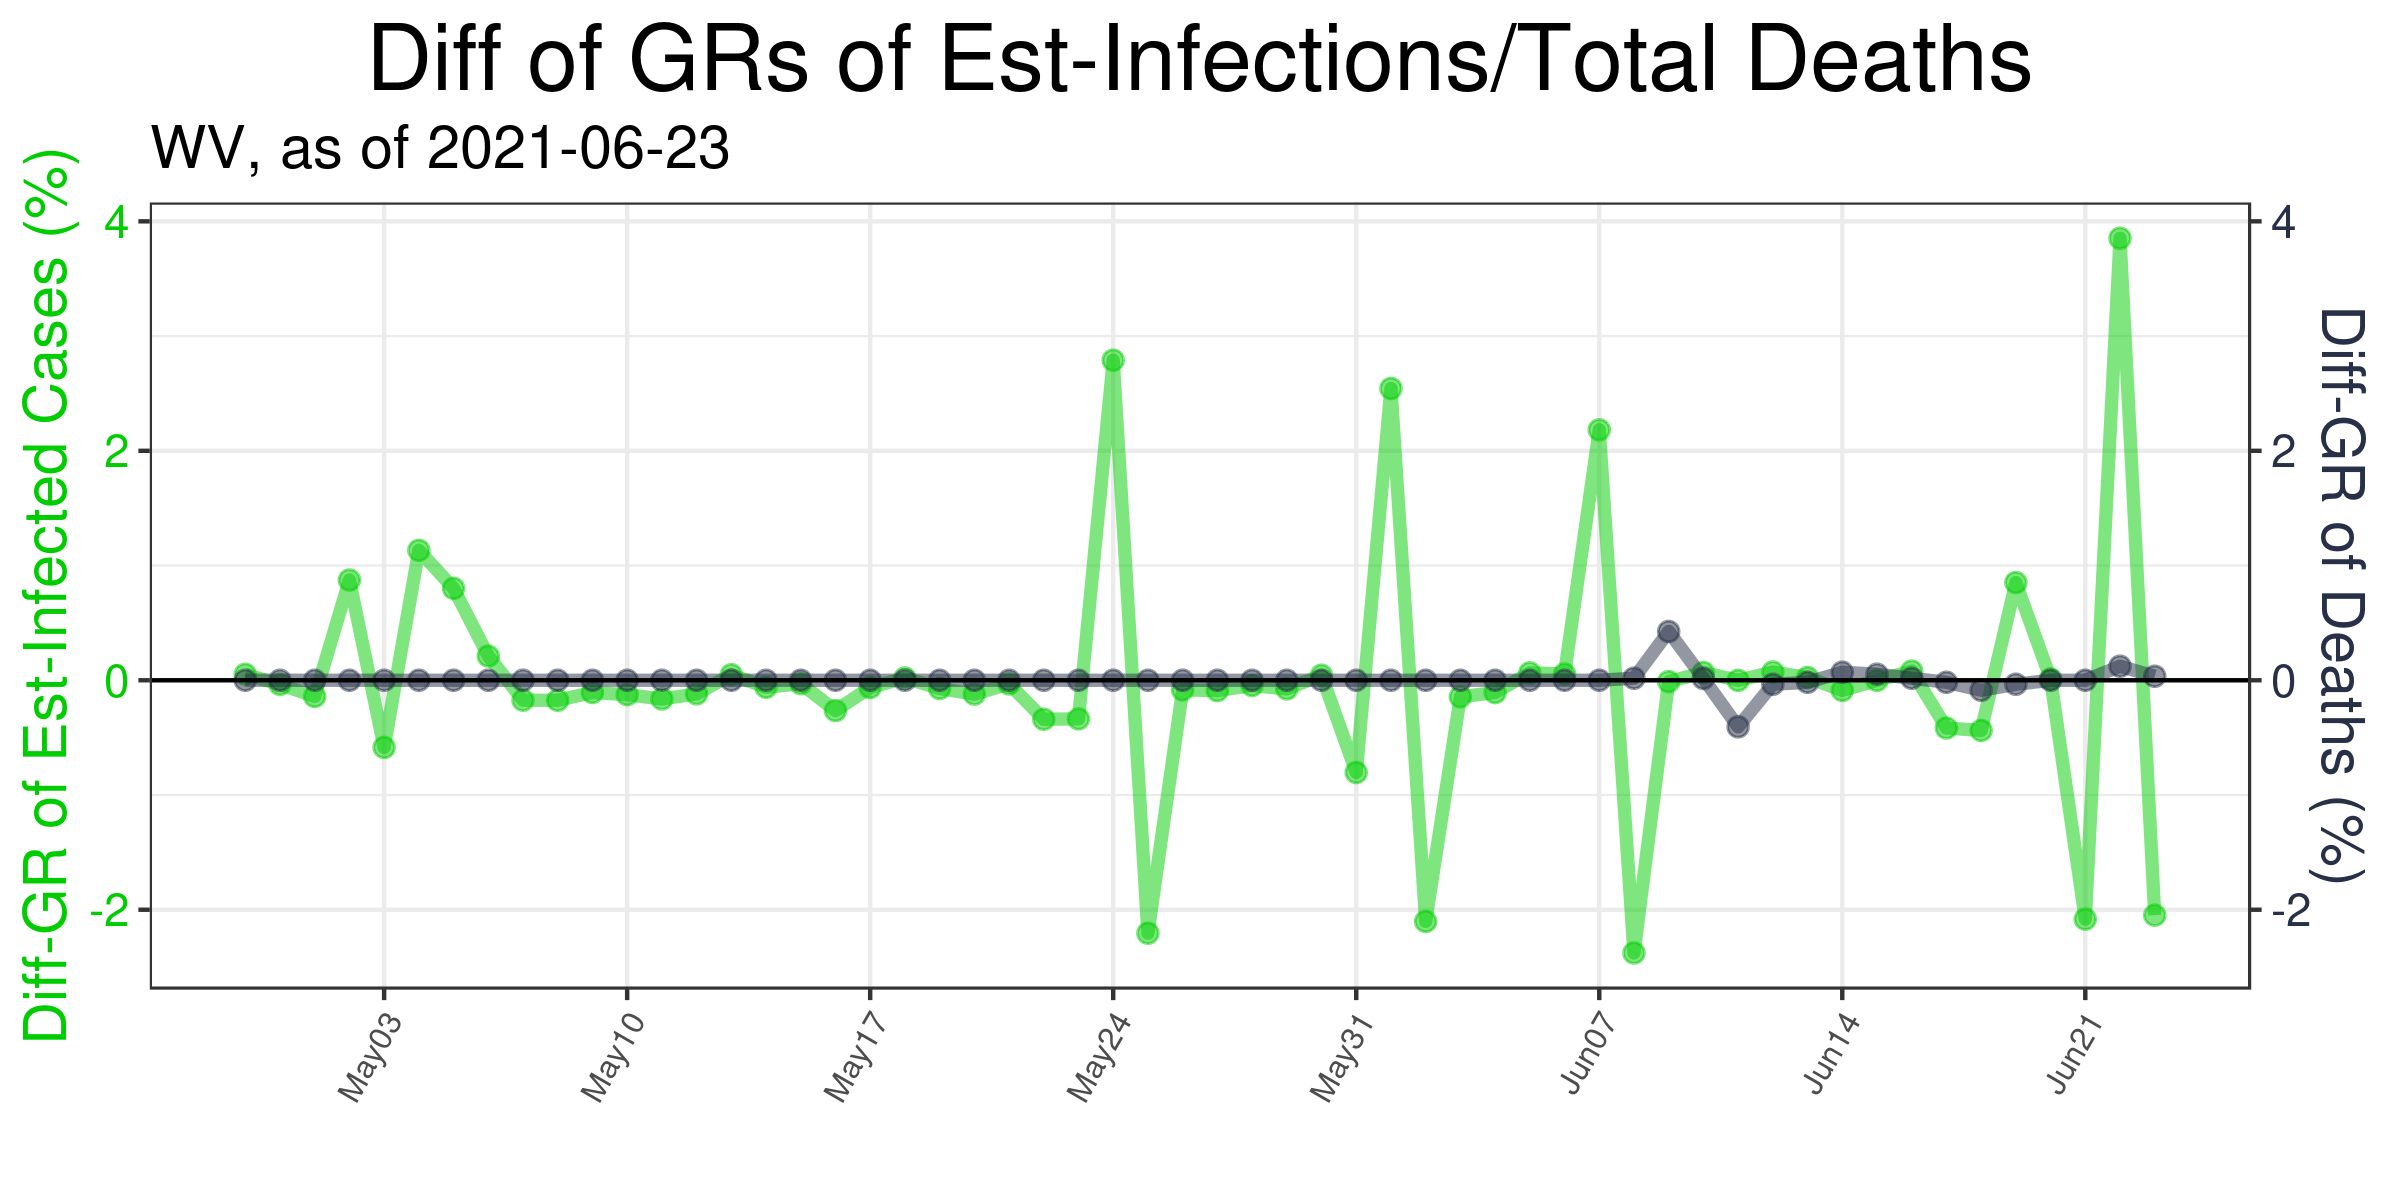 Diff of GRs of Est-Infections/Total Deaths
WV, as of 2021-06-23
Diff-GR of Est-Infected Cases (%)
4
2
0
-2
4
2
0
-2
Diff-GR of Deaths (%)
May03
May10
May17
May24
May31
Jun07
Jun14
Jun21